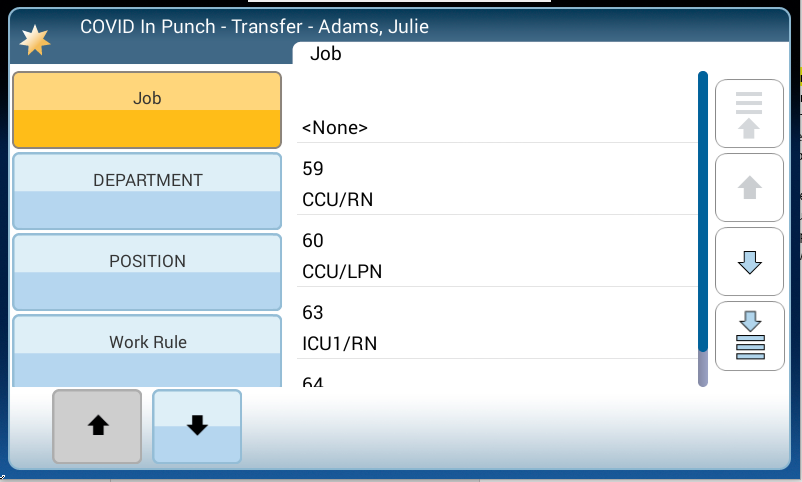 COVID In Punch - Transfer - Adams, Julie
Job
Job
DEPARTMENT
POSITION
Work Rule
<None>
59
CCU/RN
60
CCU/LPN
63
ICU1/RN
64